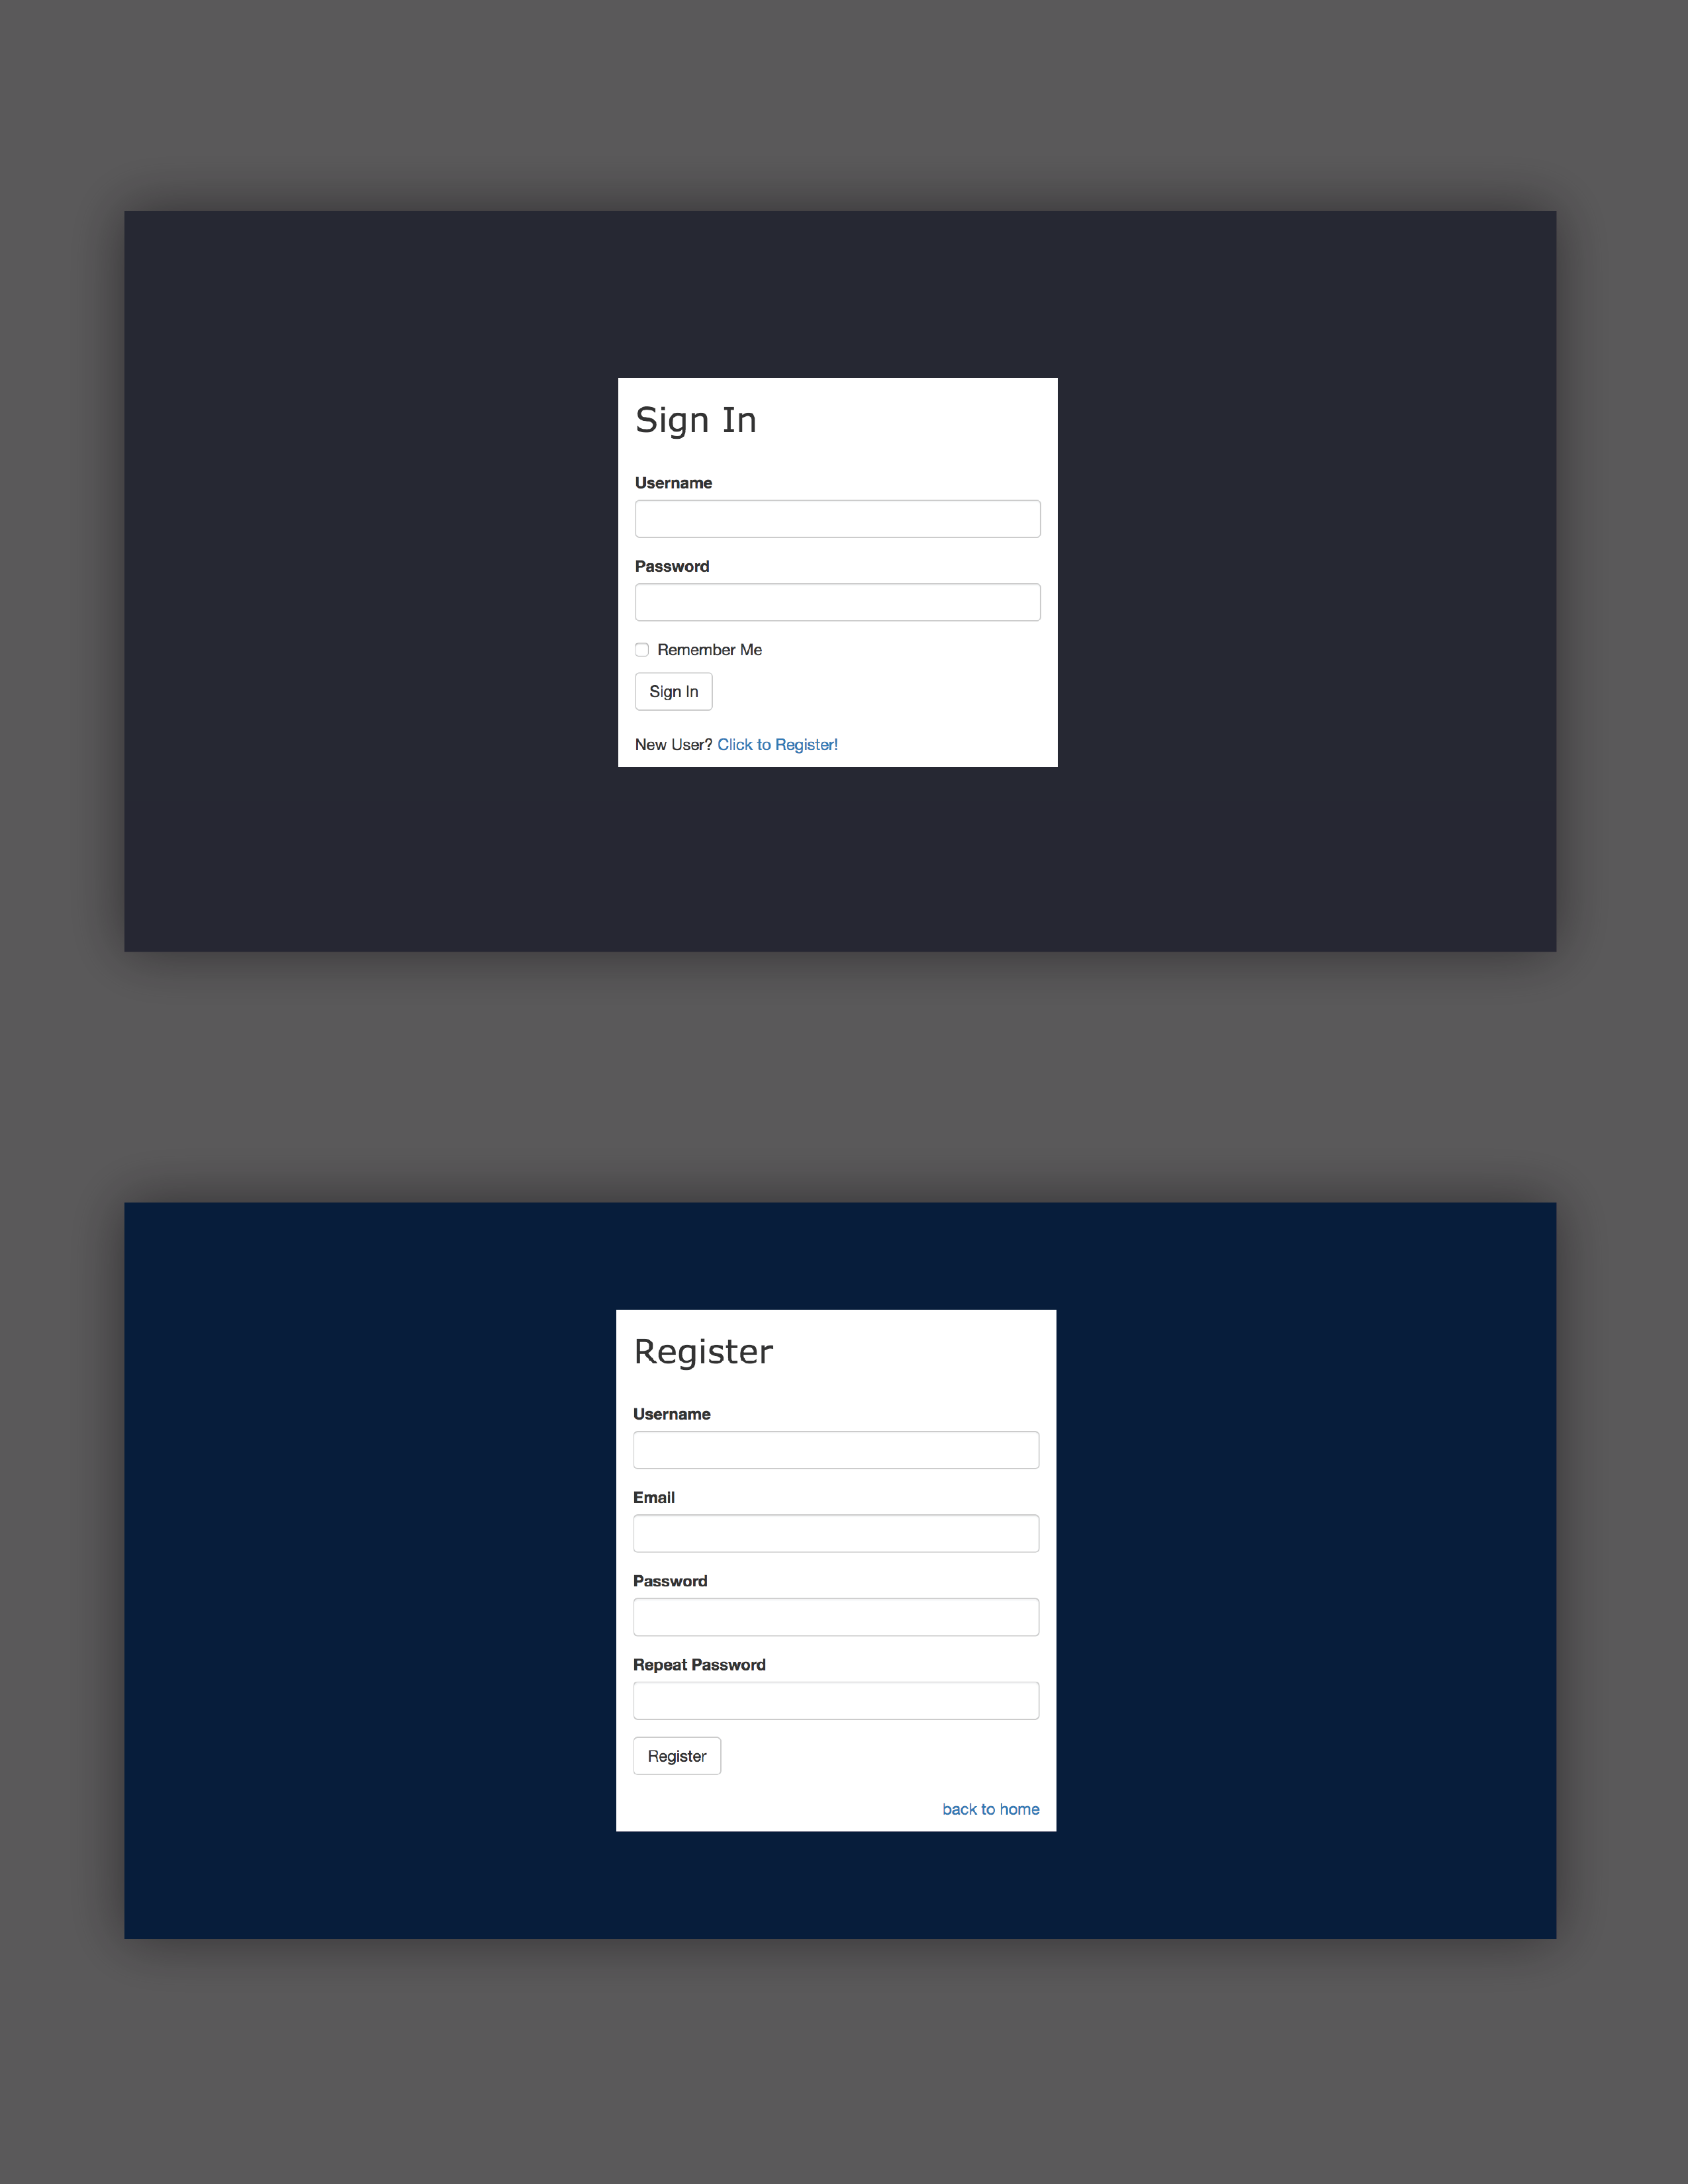 Sign In
Username
Password
Remember Me
Sign In
New User? Click to Register!
Register
Username
Email
Password
Repeat Password
Register
back to home